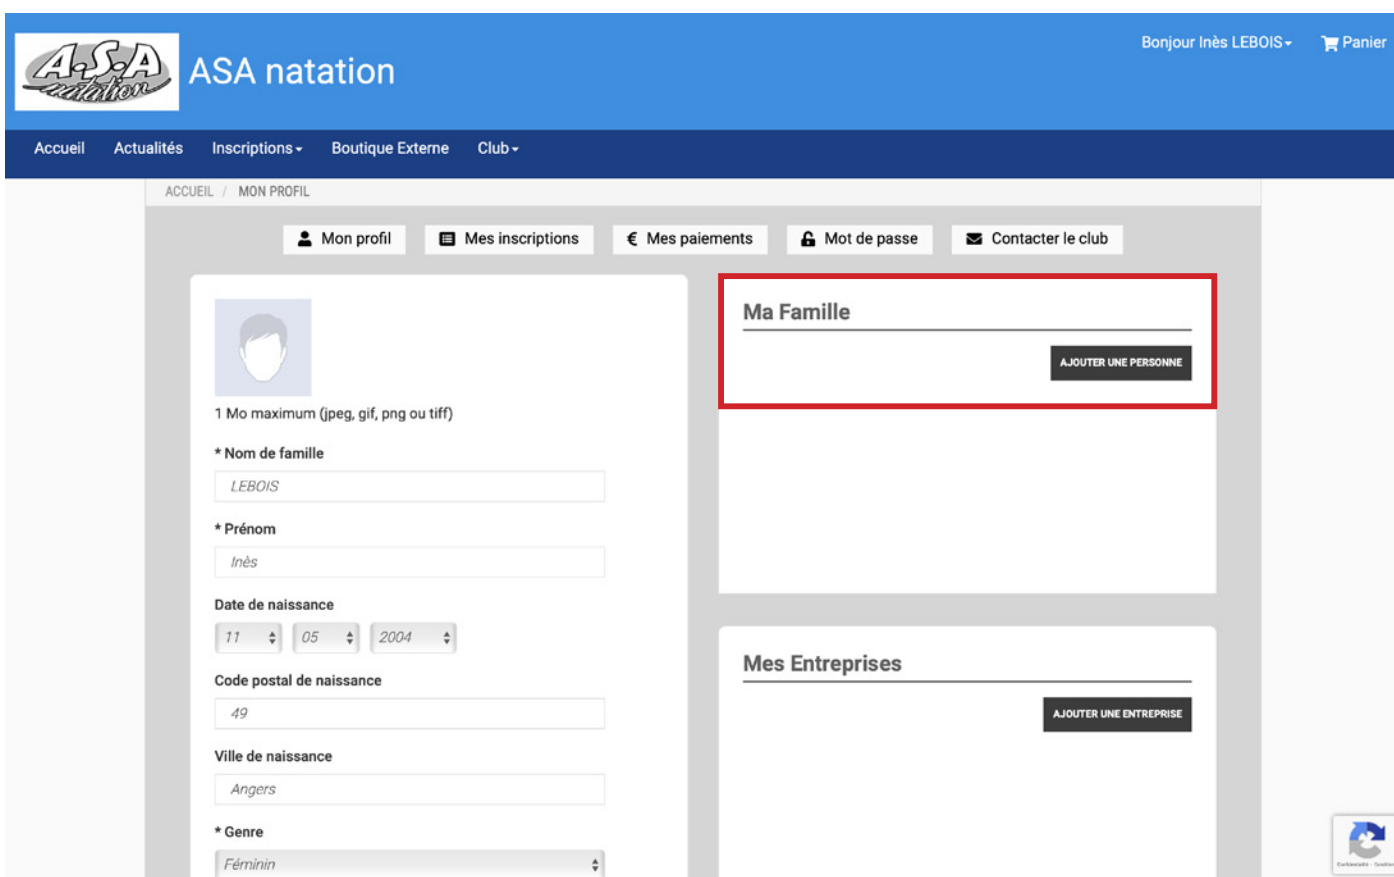 A.S.A
natation
ASA natation
Bonjour Inès LEBOIS
Panier
Accueil
Actualités
Inscriptions
Boutique Externe
Club
ACCUEIL / MON PROFIL
Mon profil
Mes inscriptions
€ Mes paiements
Mot de passe
Contacter le club
1 Mo maximum (jpeg, gif, png ou tiff)
* Nom de famille
LEBOIS
* Prénom
Inès
Date de naissance
11 05 2004
Code postal de naissance
49
Ville de naissance
Angers
* Genre
Féminin
Ma Famille
AJOUTER UNE PERSONNE
Mes Entreprises
AJOUTER UNE ENTREPRISE